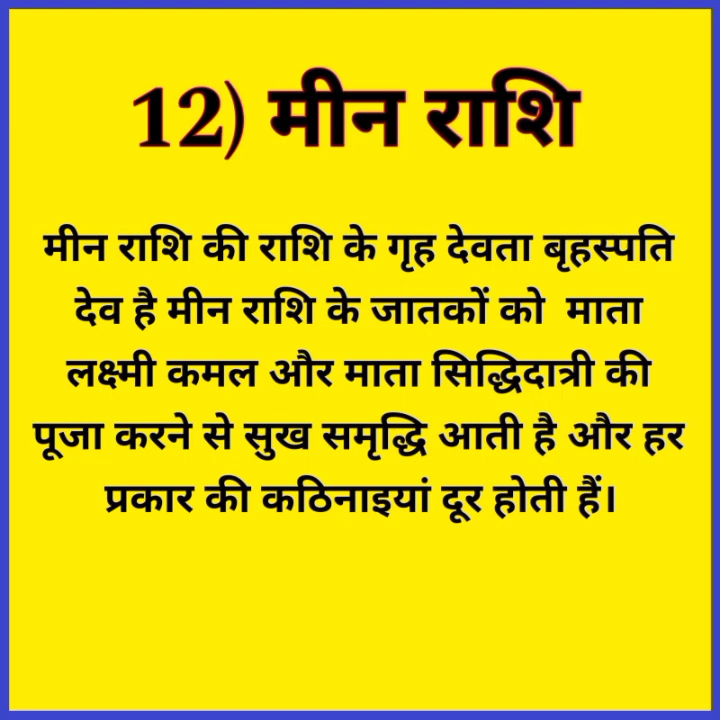 12) मीन राशि
मीन राशि की राशि के गृह देवता बृहस्पति
देव है मीन राशि के जातकों को माता
लक्ष्मी कमल और माता सिद्धिदात्री की
पूजा करने से सुख समृद्धि आती है और हर
प्रकार की कठिनाइयां दूर होती हैं।